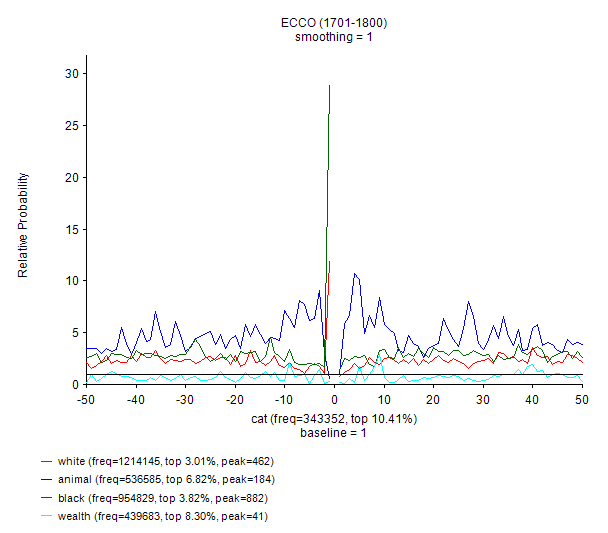 ECCO (1701-1800)
smoothing = 1
Relative Probability
30
25
20
15
10
5
0
-50 -40 -30 -20 -10 0 10 20 30 40 50
cat (freq=343352, top 10.41%)
baseline = 1
white (freq=1214145, top 3.01%, peak=462)
animal (freq=536585, top 6.82%, peak=184)
black (freq=954829, top 3.82%, peak=882)
wealth (freq=439683, top 8.30%, peak=41)